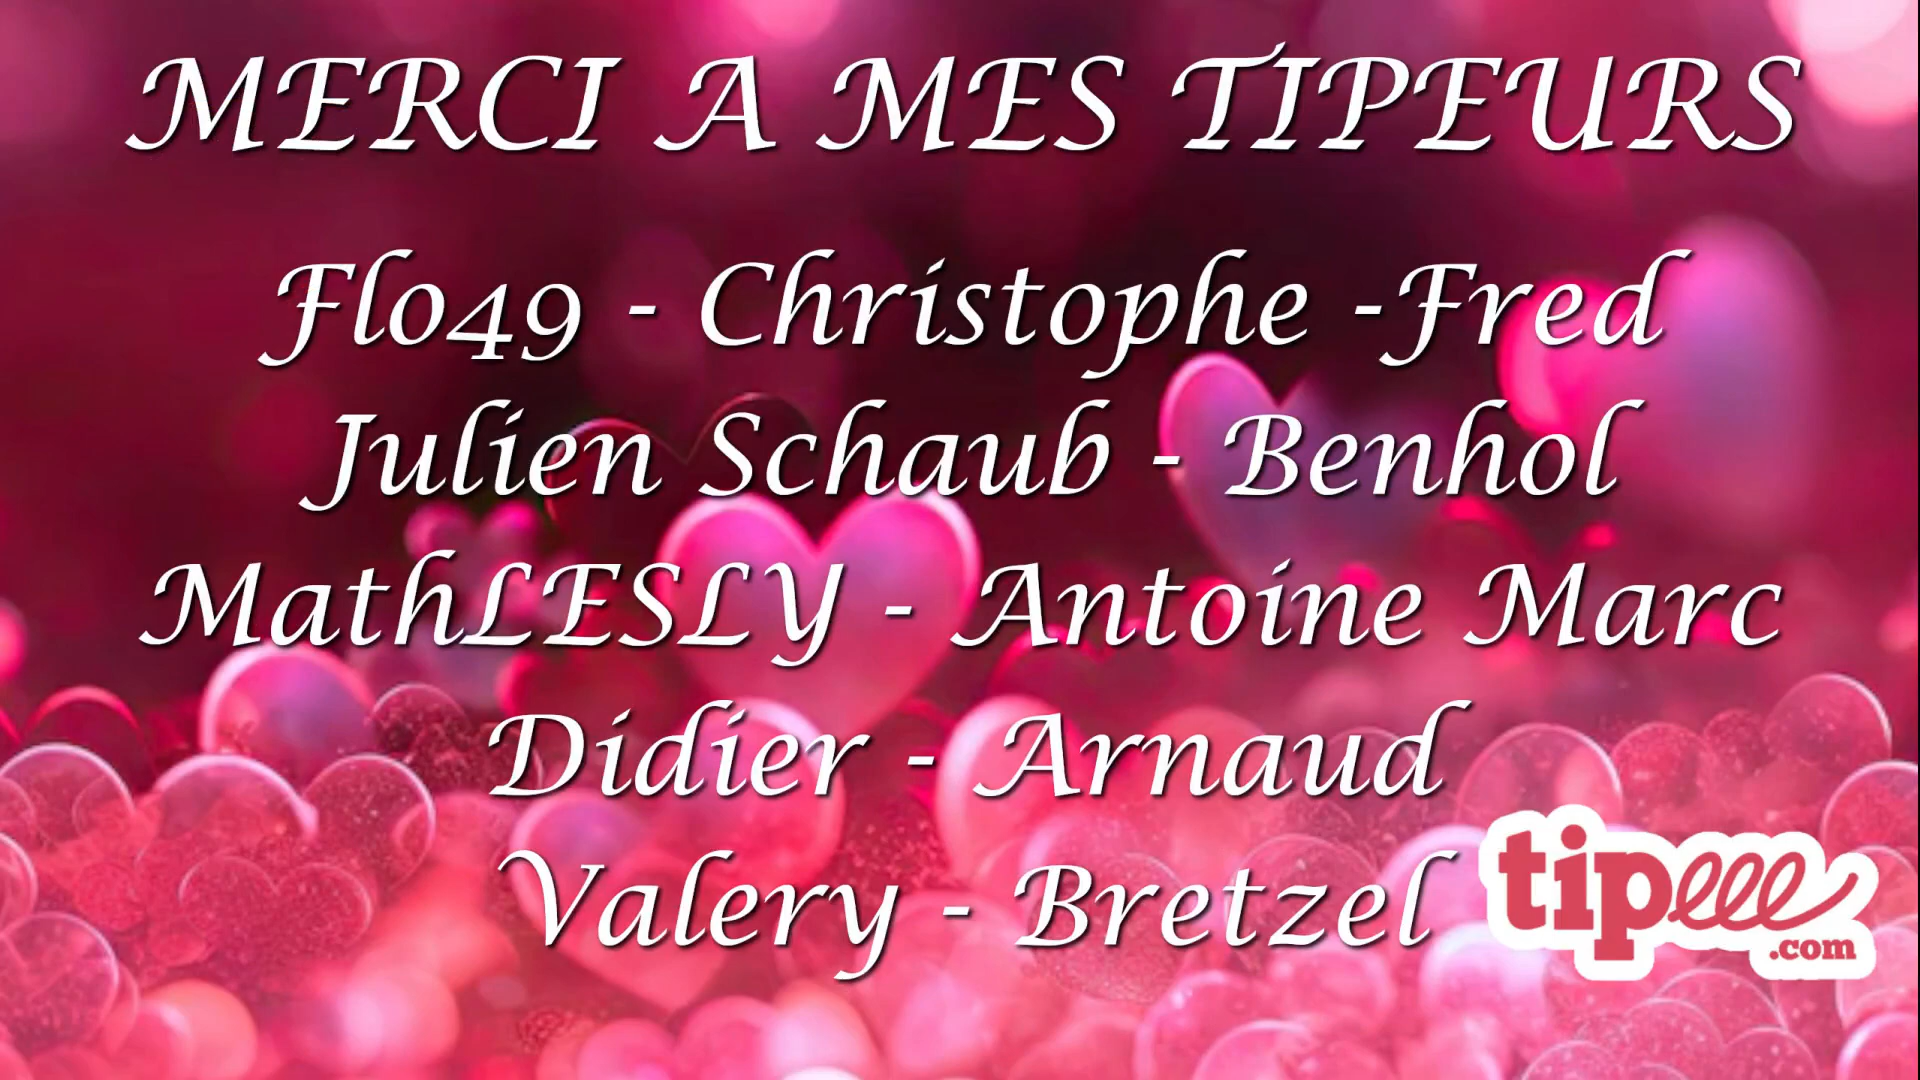 MERCI A MES TIPEURS
Flo49 - Christophe -Fred
Julien Schaub - Benhol
MathLESLY - Antoine Marc
Didier - Arnaud
Valery - Bretzel
tipeee
.com